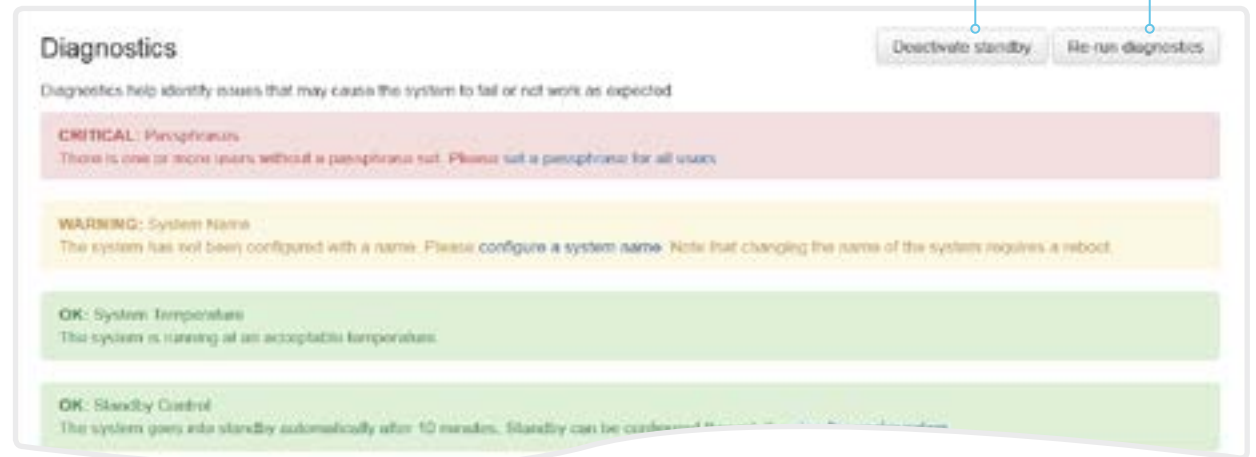 Diagnostics
Deactivate standby
Re-run diagnostics
Diagnostics help identify issues that may cause the system to fail or not work as expected
CRITICAL: Passphrases
There is one or more users without a passphrase set. Please set a passphrase for all users
WARNING: System Name
The system has not been configured with a name. Please configure a system name. Note that changing the name of the system requires a reboot.
OK: System Temperature
The system is running at an acceptable temperature
OK: Standby Control
The system goes into standby automatically after 10 minutes. Standby can be configured